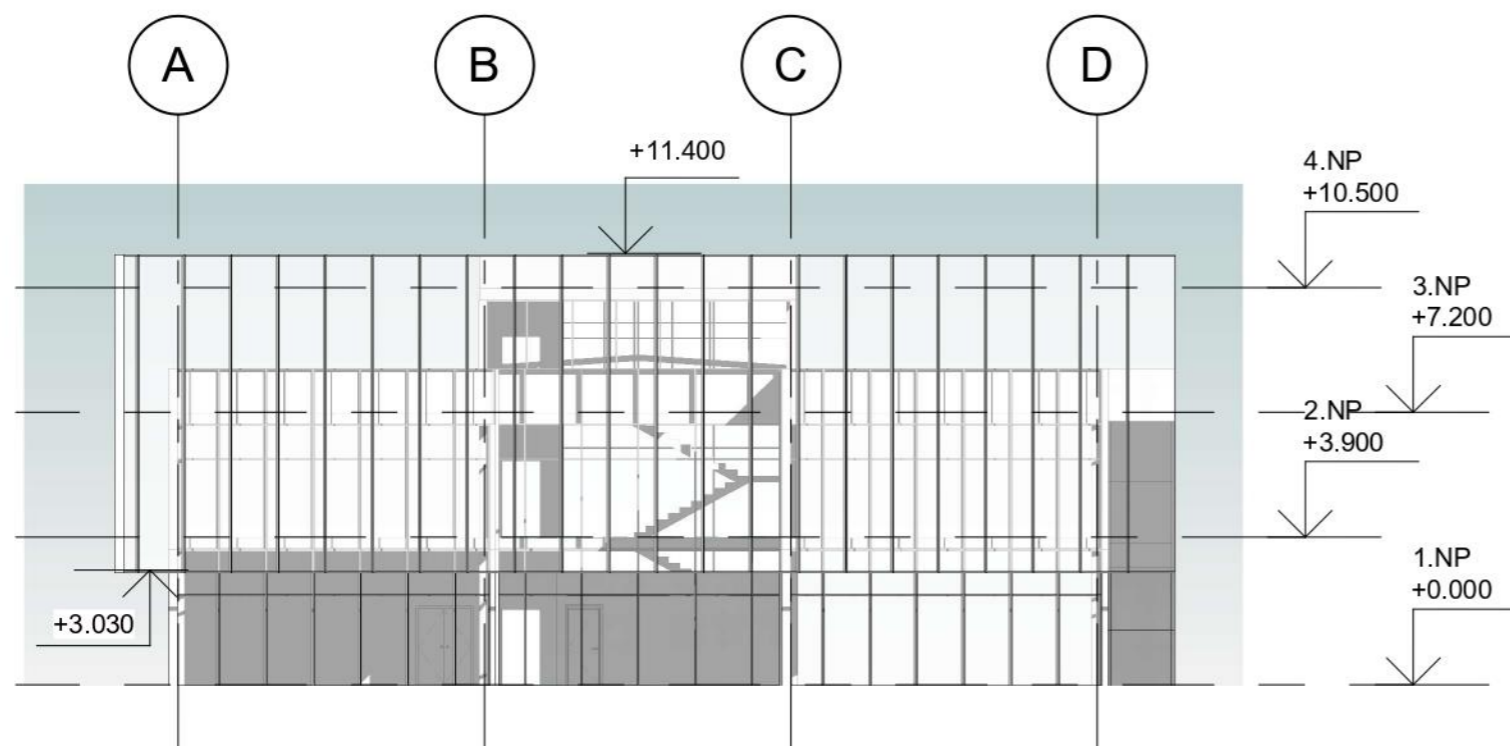 A
B
C
D
+11.400
4.NP
+10.500
3.NP
+7.200
2.NP
+3.900
1.NP
+0.000
+3.030